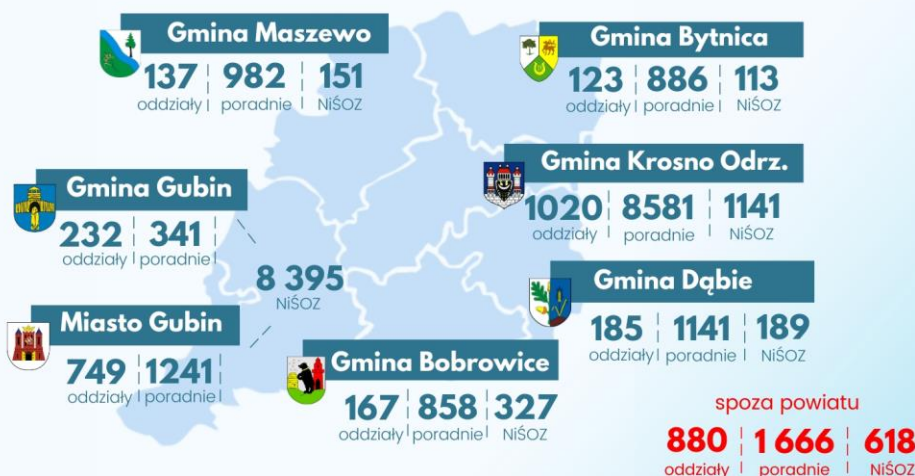 Gmina Maszewo
137 982 151
oddziały poradnie NiŚOZ
Gmina Bytnica
123 886 113
oddziały poradnie NiŚOZ
Gmina Gubin
232 341
oddziały poradnie
Gmina Krosno Odrz.
1020 8581 1141
oddziały poradnie NiŚOZ
8 395
NiŚOZ
Miasto Gubin
749 1241
oddziały poradnie
Gmina Dąbie
185 1141 189
oddziały poradnie NiŚOZ
Gmina Bobrowice
167 858 327
oddziały poradnie NiŚOZ
spoza powiatu
880 1 666 618
oddziały poradnie NiŚOZ